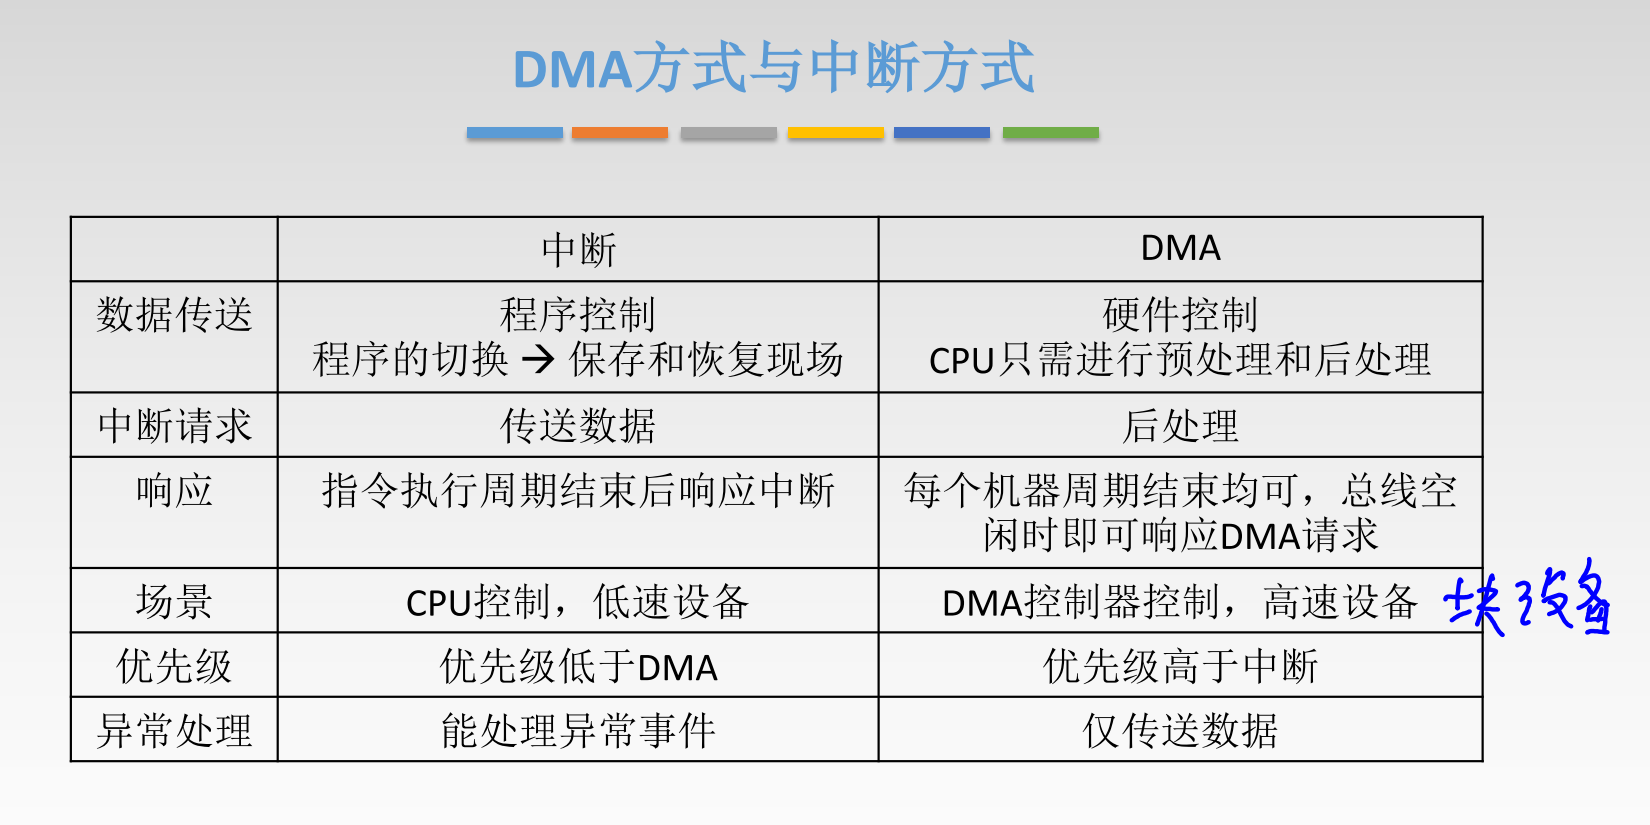 DMA方式与中断方式
中断
DMA
数据传送
程序控制
程序的切换 → 保存和恢复现场
硬件控制
CPU只需进行预处理和后处理
中断请求
传送数据
后处理
响应
指令执行周期结束后响应中断
每个机器周期结束均可，总线空
闲时即可响应DMA请求
场景
CPU控制，低速设备
DMA控制器控制，高速设备
块设备
优先级
优先级低于DMA
优先级高于中断
异常处理
能处理异常事件
仅传送数据